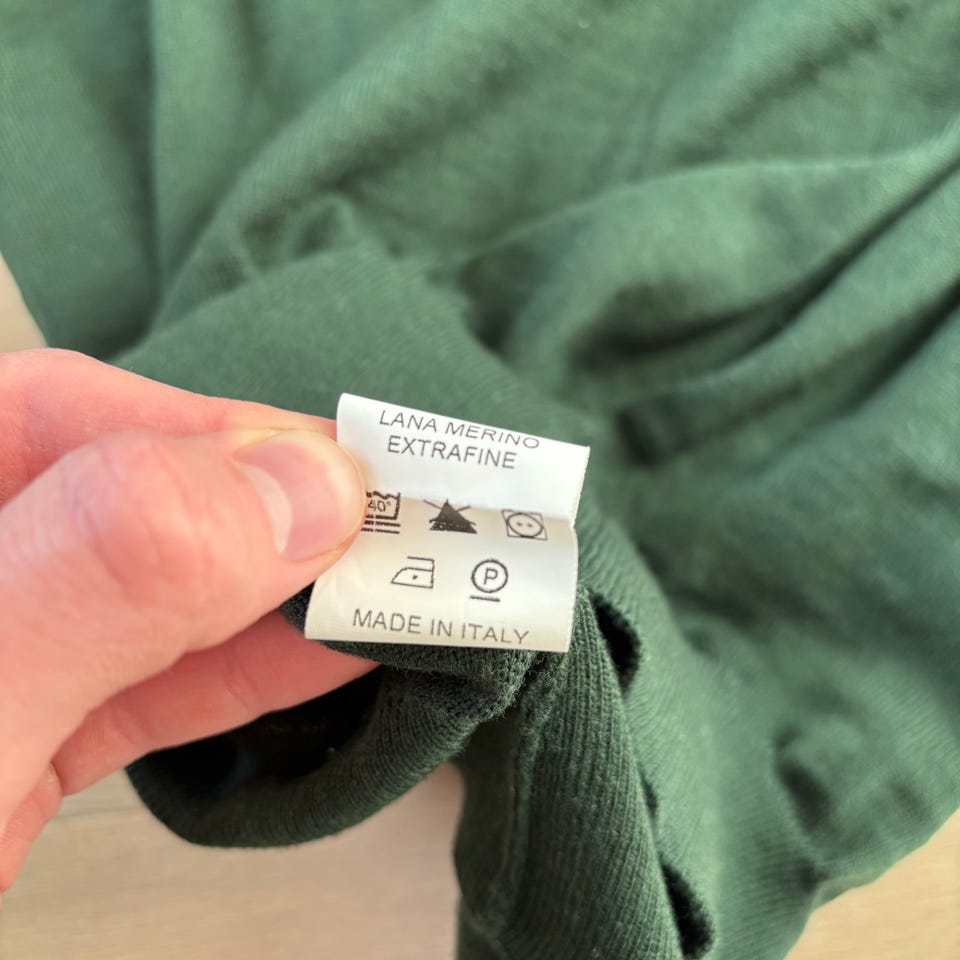 LANA MERINO
EXTRAFINE
40°
P
MADE IN ITALY